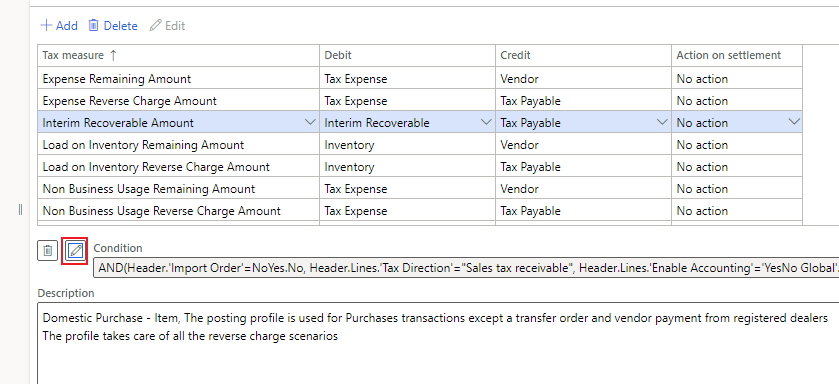 Add Delete Edit
Tax measure ↑ Debit Credit Action on settlement
Expense Remaining Amount Tax Expense Vendor No action
Expense Reverse Charge Amount Tax Expense Tax Payable No action
Interim Recoverable Amount Interim Recoverable Tax Payable No action
Load on Inventory Remaining Amount Inventory Vendor No action
Load on Inventory Reverse Charge Amount Inventory Tax Payable No action
Non Business Usage Remaining Amount Tax Expense Vendor No action
Non Business Usage Reverse Charge Amount Tax Expense Tax Payable No action
Condition
AND(Header.'Import Order'=NoYes.No, Header.Lines.'Tax Direction'="Sales tax receivable", Header.Lines.'Enable Accounting'='YesNo Global'.
Description
Domestic Purchase - Item, The posting profile is used for Purchases transactions except a transfer order and vendor payment from registered dealers
The profile takes care of all the reverse charge scenarios